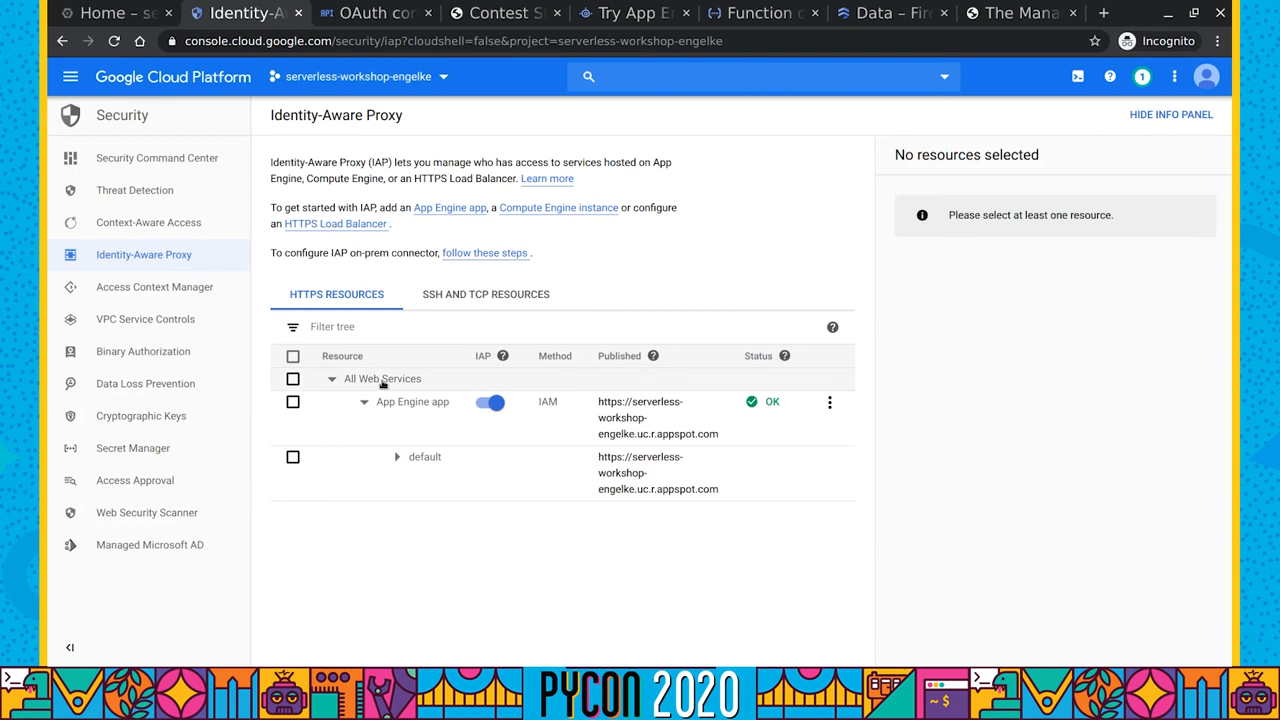 Home – se
Identity-A
API OAuth con
Contest S
Try App E
Function c
Data – Fire
The Mana
console.cloud.google.com/security/iap?cloudshell=false&project=serverless-workshop-engelke
Incognito
Google Cloud Platform
serverless-workshop-engelke
1
Security
Identity-Aware Proxy
HIDE INFO PANEL
Security Command Center
Threat Detection
Context-Aware Access
Identity-Aware Proxy
Access Context Manager
VPC Service Controls
Binary Authorization
Data Loss Prevention
Cryptographic Keys
Secret Manager
Access Approval
Web Security Scanner
Managed Microsoft AD
Identity-Aware Proxy (IAP) lets you manage who has access to services hosted on App
Engine, Compute Engine, or an HTTPS Load Balancer. Learn more
To get started with IAP, add an App Engine app, a Compute Engine instance or configure
an HTTPS Load Balancer .
To configure IAP on-prem connector, follow these steps .
HTTPS RESOURCES
SSH AND TCP RESOURCES
Filter tree
Resource IAP Method Published Status
All Web Services
App Engine app IAM https://serverless-
workshop-
engelke.uc.r.appspot.com
OK
default https://serverless-
workshop-
engelke.uc.r.appspot.com
No resources selected
Please select at least one resource.
~ $
PYCON 2020